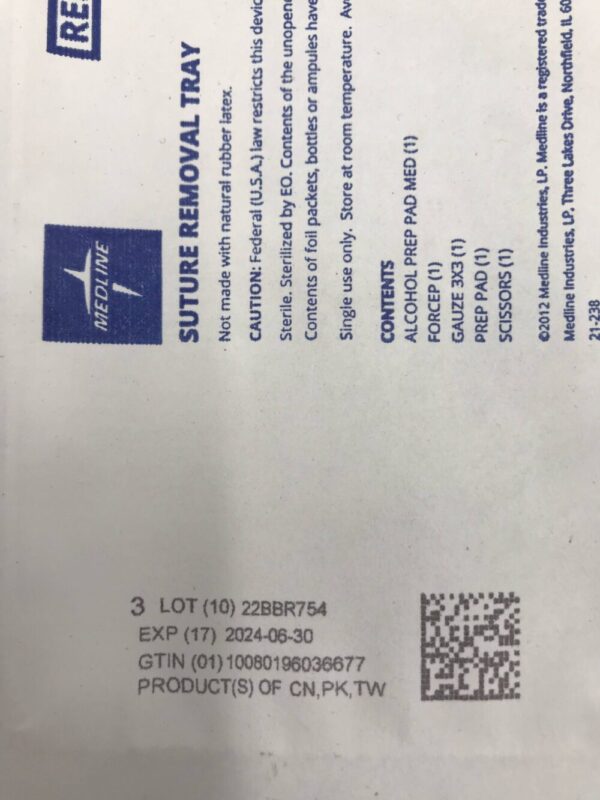 RE
MEDLINE
SUTURE REMOVAL TRAY
Not made with natural rubber latex.
CAUTION: Federal (U.S.A.) law restricts this devic
Sterile. Sterilized by EO. Contents of the unopene
Contents of foil packets, bottles or ampules have
Single use only. Store at room temperature. Av
CONTENTS
ALCOHOL PREP PAD MED (1)
FORCEP (1)
GAUZE 3X3 (1)
PREP PAD (1)
SCISSORS (1)
©2012 Medline Industries, LP. Medline is a registered trade
Medline Industries, LP, Three Lakes Drive, Northfield, IL 60
21-238
3 LOT (10) 22BBR754
EXP (17) 2024-06-30
GTIN (01) 10080196036677
PRODUCT(S) OF CN,PK,TW